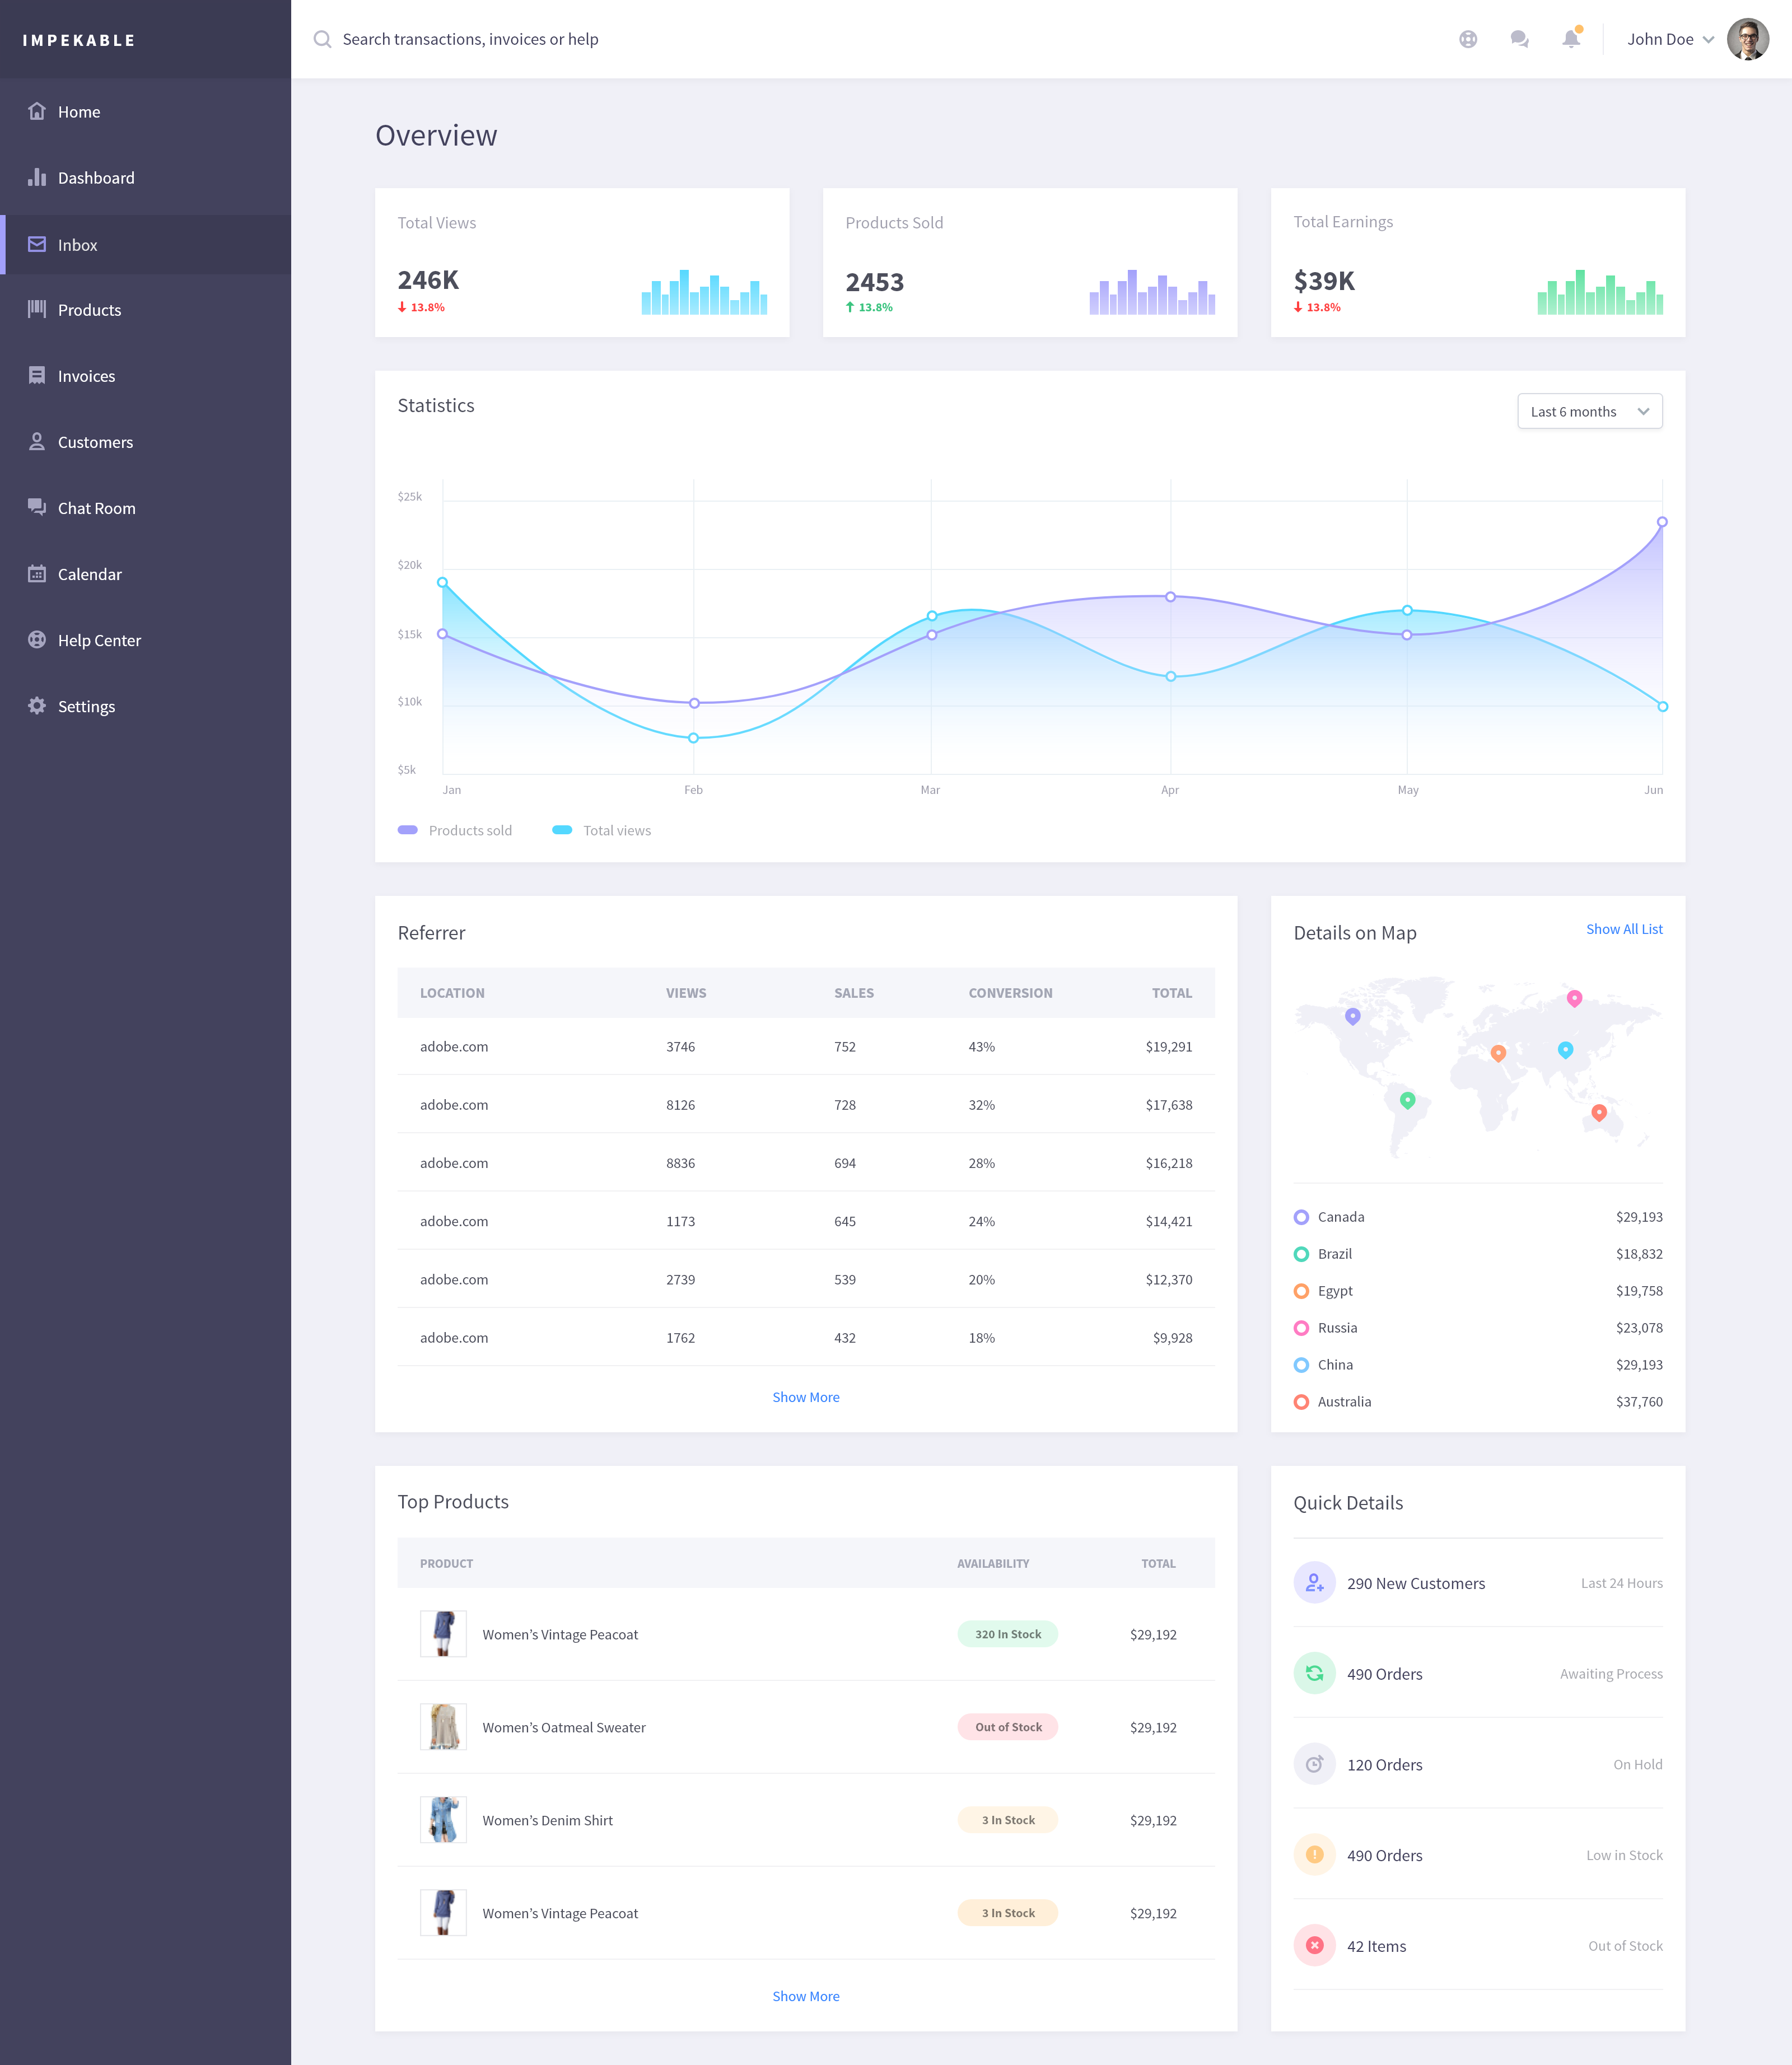 IMPEKABLE
Search transactions, invoices or help
John Doe
Home
Dashboard
Inbox
Products
Invoices
Customers
Chat Room
Calendar
Help Center
Settings
Overview
Total Views
246K
13.8%
Products Sold
2453
13.8%
Total Earnings
$39K
13.8%
Statistics
Last 6 months
$25k
$20k
$15k
$10k
$5k
Jan Feb Mar Apr May Jun
Products sold Total views
Referrer
LOCATION VIEWS SALES CONVERSION TOTAL
adobe.com 3746 752 43% $19,291
adobe.com 8126 728 32% $17,638
adobe.com 8836 694 28% $16,218
adobe.com 1173 645 24% $14,421
adobe.com 2739 539 20% $12,370
adobe.com 1762 432 18% $9,928
Show More
Details on Map
Show All List
Canada $29,193
Brazil $18,832
Egypt $19,758
Russia $23,078
China $29,193
Australia $37,760
Top Products
PRODUCT AVAILABILITY TOTAL
Women’s Vintage Peacoat 320 In Stock $29,192
Women’s Oatmeal Sweater Out of Stock $29,192
Women’s Denim Shirt 3 In Stock $29,192
Women’s Vintage Peacoat 3 In Stock $29,192
Show More
Quick Details
290 New Customers Last 24 Hours
490 Orders Awaiting Process
120 Orders On Hold
490 Orders Low in Stock
42 Items Out of Stock